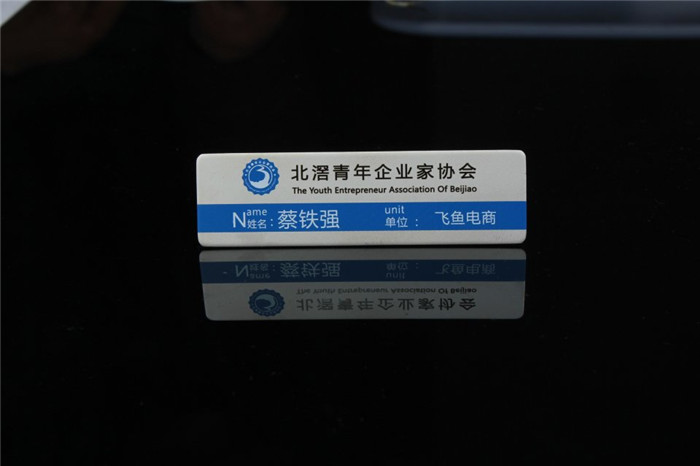 北滘青年企业家协会
The Youth Entrepreneur Association Of Beijiao
Name 姓名：蔡铁强 unit 单位：飞鱼电商